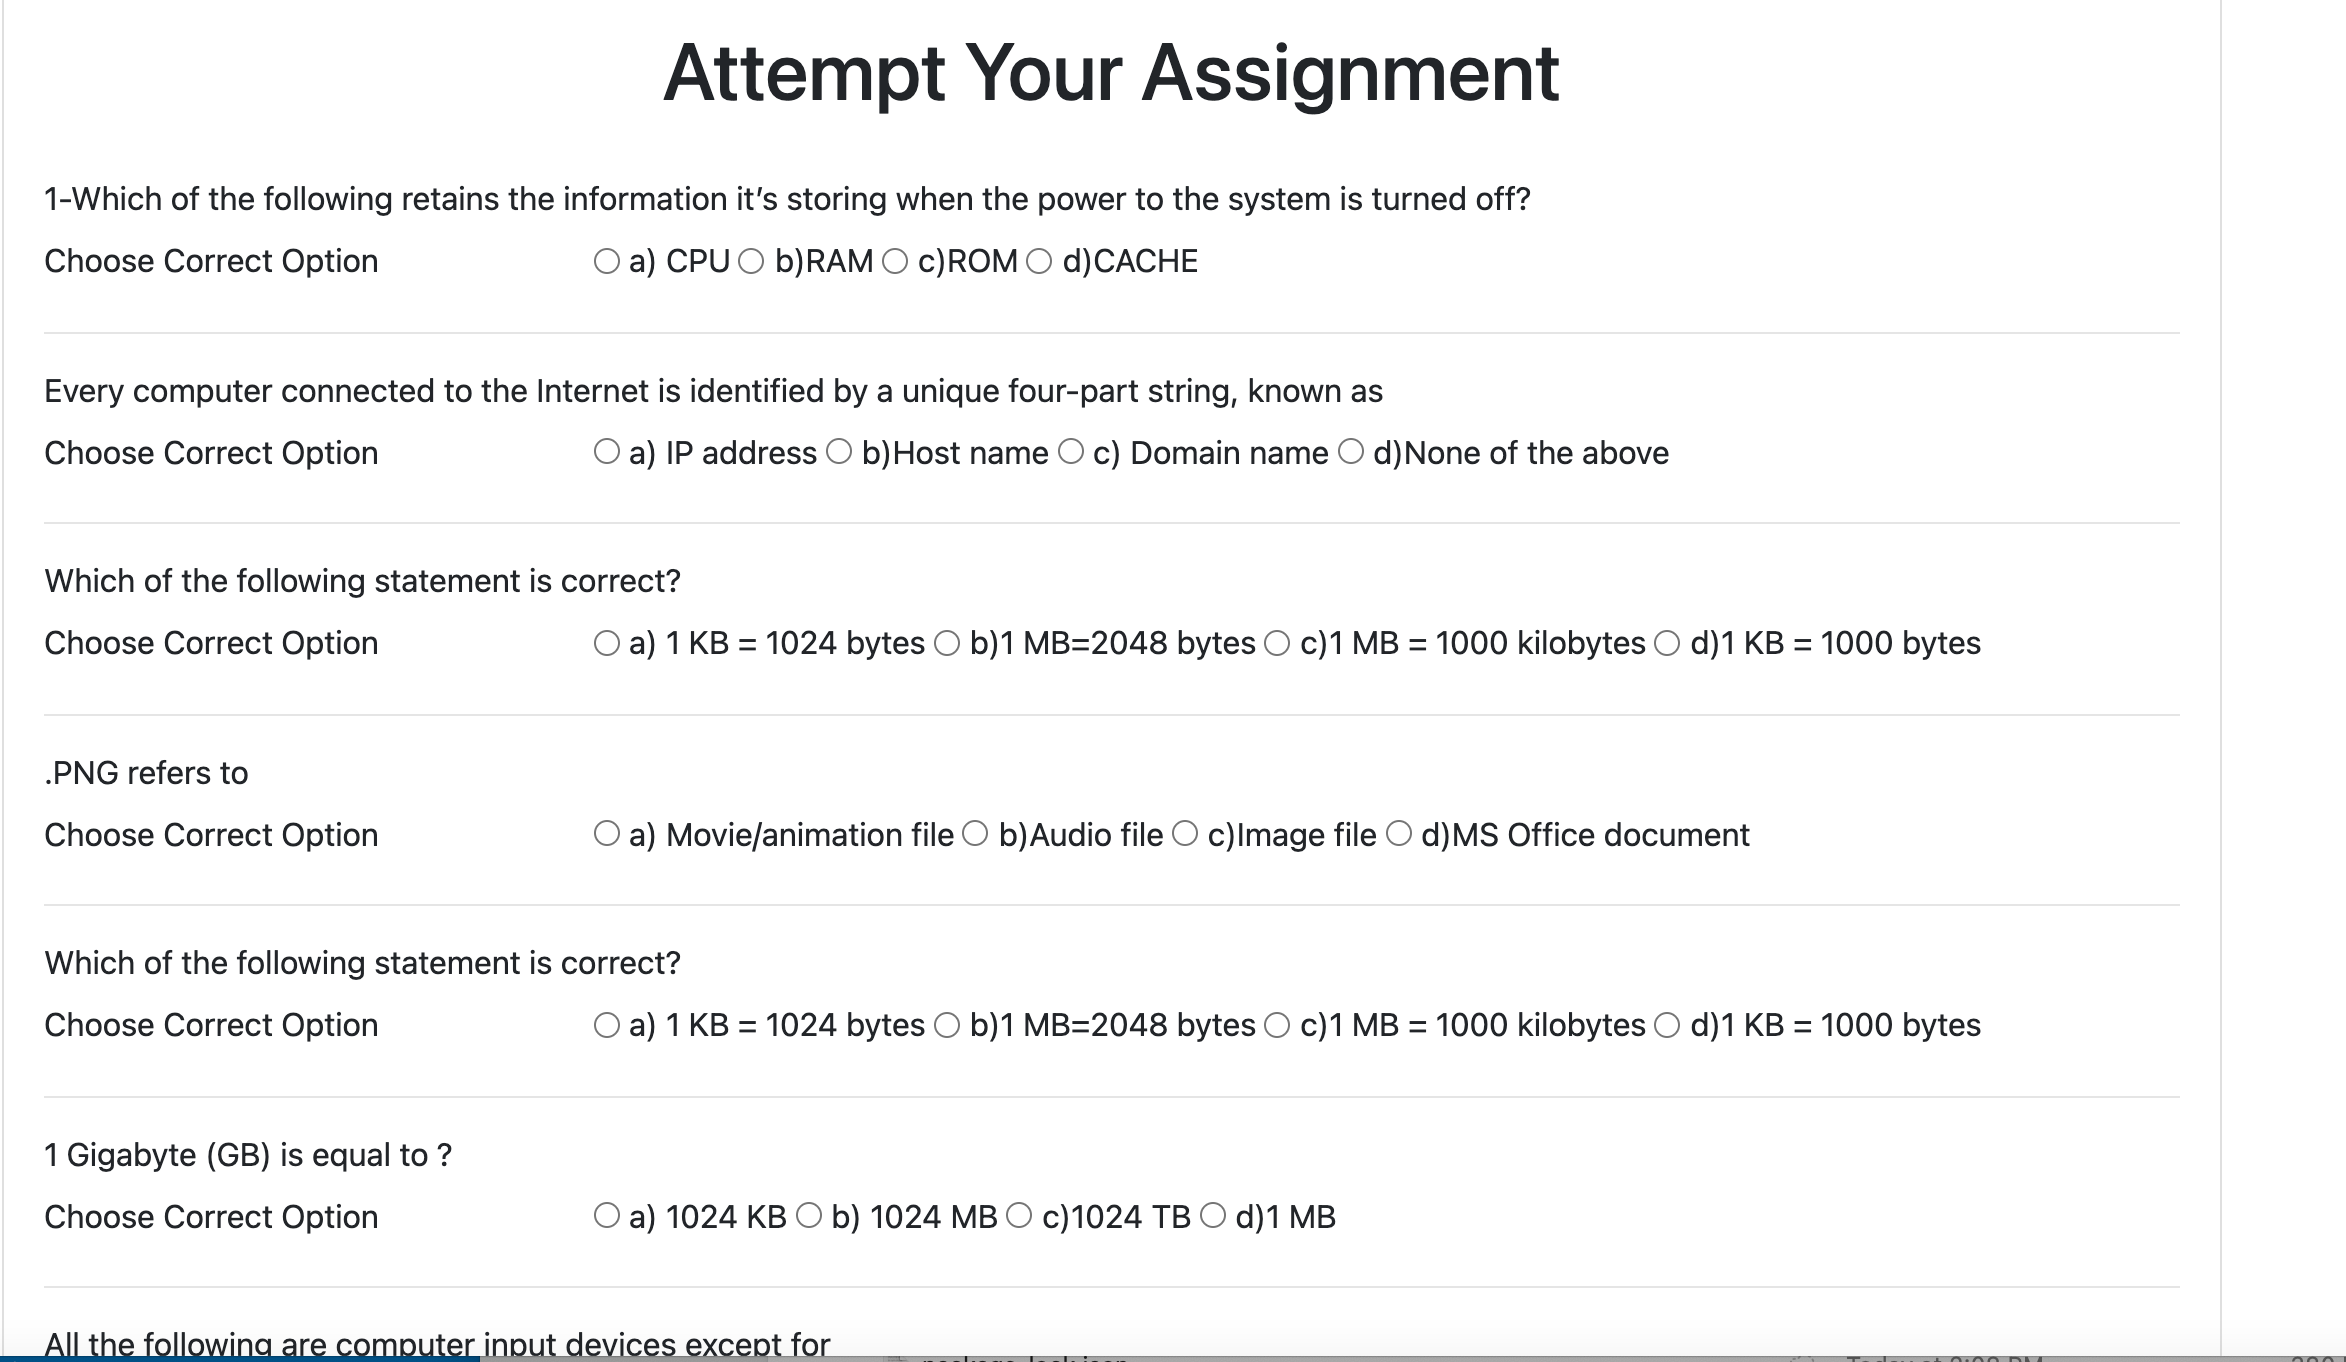 Attempt Your Assignment
1-Which of the following retains the information it's storing when the power to the system is turned off?
Choose Correct Option a) CPU b)RAM c)ROM d)CACHE
Every computer connected to the Internet is identified by a unique four-part string, known as
Choose Correct Option a) IP address b)Host name c) Domain name d)None of the above
Which of the following statement is correct?
Choose Correct Option a) 1 KB = 1024 bytes b)1 MB=2048 bytes c)1 MB = 1000 kilobytes d)1 KB = 1000 bytes
.PNG refers to
Choose Correct Option a) Movie/animation file b)Audio file c)Image file d)MS Office document
Which of the following statement is correct?
Choose Correct Option a) 1 KB = 1024 bytes b)1 MB=2048 bytes c)1 MB = 1000 kilobytes d)1 KB = 1000 bytes
1 Gigabyte (GB) is equal to ?
Choose Correct Option a) 1024 KB b) 1024 MB c)1024 TB d)1 MB
All the following are computer input devices except for